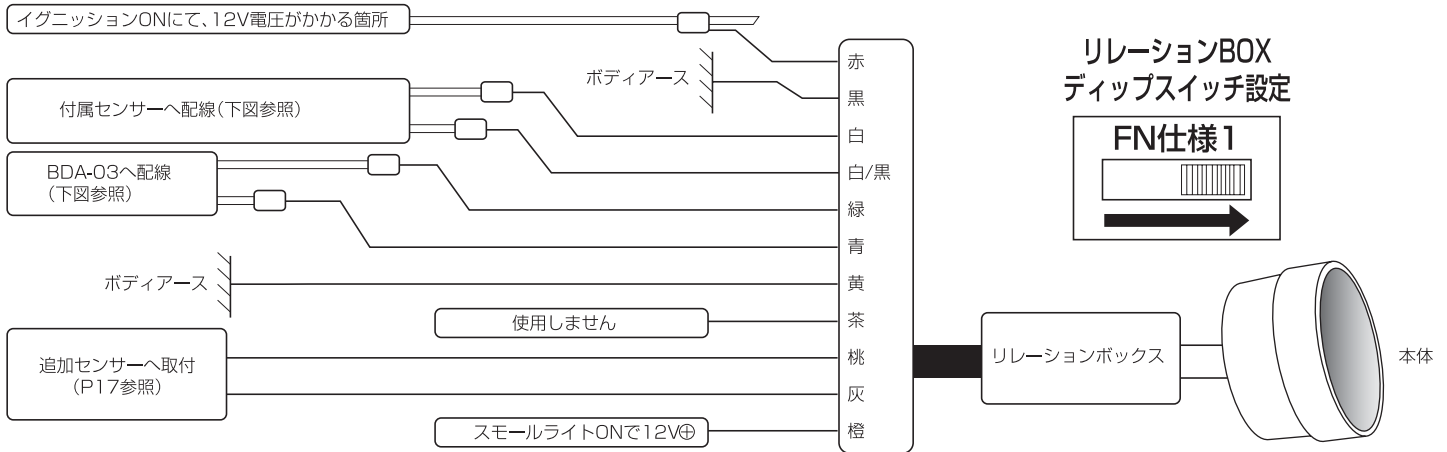 イグニッションONにて、12V電圧がかかる箇所
付属センサーへ配線(下図参照)
BDA-03へ配線
(下図参照)
ボディアース
ボディアース
使用しません
追加センサーへ取付
(P17参照)
スモールライトONで12V⊕
赤
黒
白
白/黒
緑
青
黄
茶
桃
灰
橙
リレーションBOX
ディップスイッチ設定
FN仕様1
リレーションボックス
本体